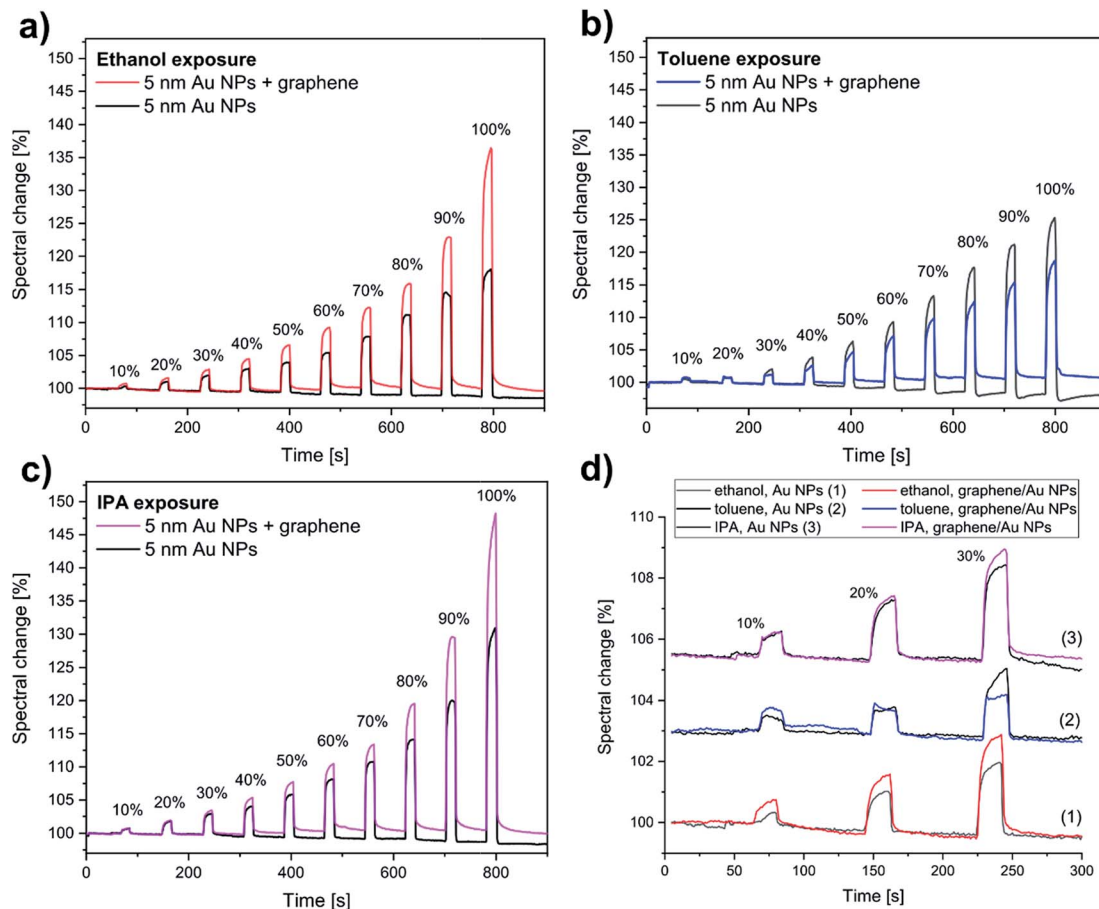 a)
Ethanol exposure
5 nm Au NPs + graphene
5 nm Au NPs
Spectral change [%]
150
145
140
135
130
125
120
115
110
105
100
10%
20%
30%
40%
50%
60%
70%
80%
90%
100%
0 200 400 600 800
Time [s]
b)
Toluene exposure
5 nm Au NPs + graphene
5 nm Au NPs
Spectral change [%]
150
145
140
135
130
125
120
115
110
105
100
10%
20%
30%
40%
50%
60%
70%
80%
90%
100%
0 200 400 600 800
Time [s]
c)
IPA exposure
5 nm Au NPs + graphene
5 nm Au NPs
Spectral change [%]
150
145
140
135
130
125
120
115
110
105
100
10%
20%
30%
40%
50%
60%
70%
80%
90%
100%
0 200 400 600 800
Time [s]
d)
ethanol, Au NPs (1) ethanol, graphene/Au NPs
toluene, Au NPs (2) toluene, graphene/Au NPs
IPA, Au NPs (3) IPA, graphene/Au NPs
Spectral change [%]
110
108
106
104
102
100
10%
20%
30%
(3)
(2)
(1)
0 50 100 150 200 250 300
Time [s]